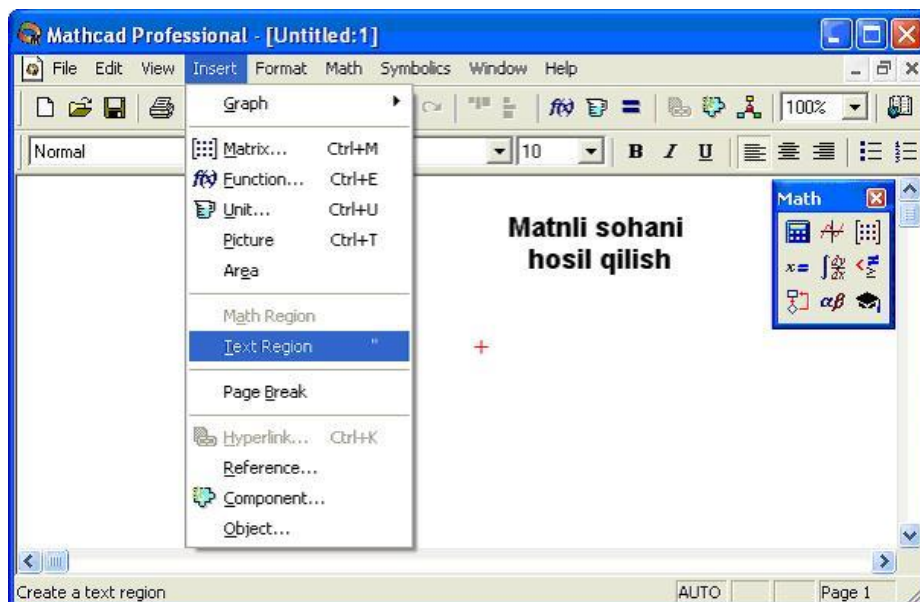 Mathcad Professional - [Untitled:1]
File Edit View Insert Format Math Symbolics Window Help
Graph
100%
Normal
10
B I U
Matrix... Ctrl+M
Function... Ctrl+E
Unit... Ctrl+U
Picture Ctrl+T
Area
Math Region
Text Region "
Page Break
Hyperlink... Ctrl+K
Reference...
Component...
Object...
Matnli sohani
hosil qilish
Math
Create a text region AUTO Page 1